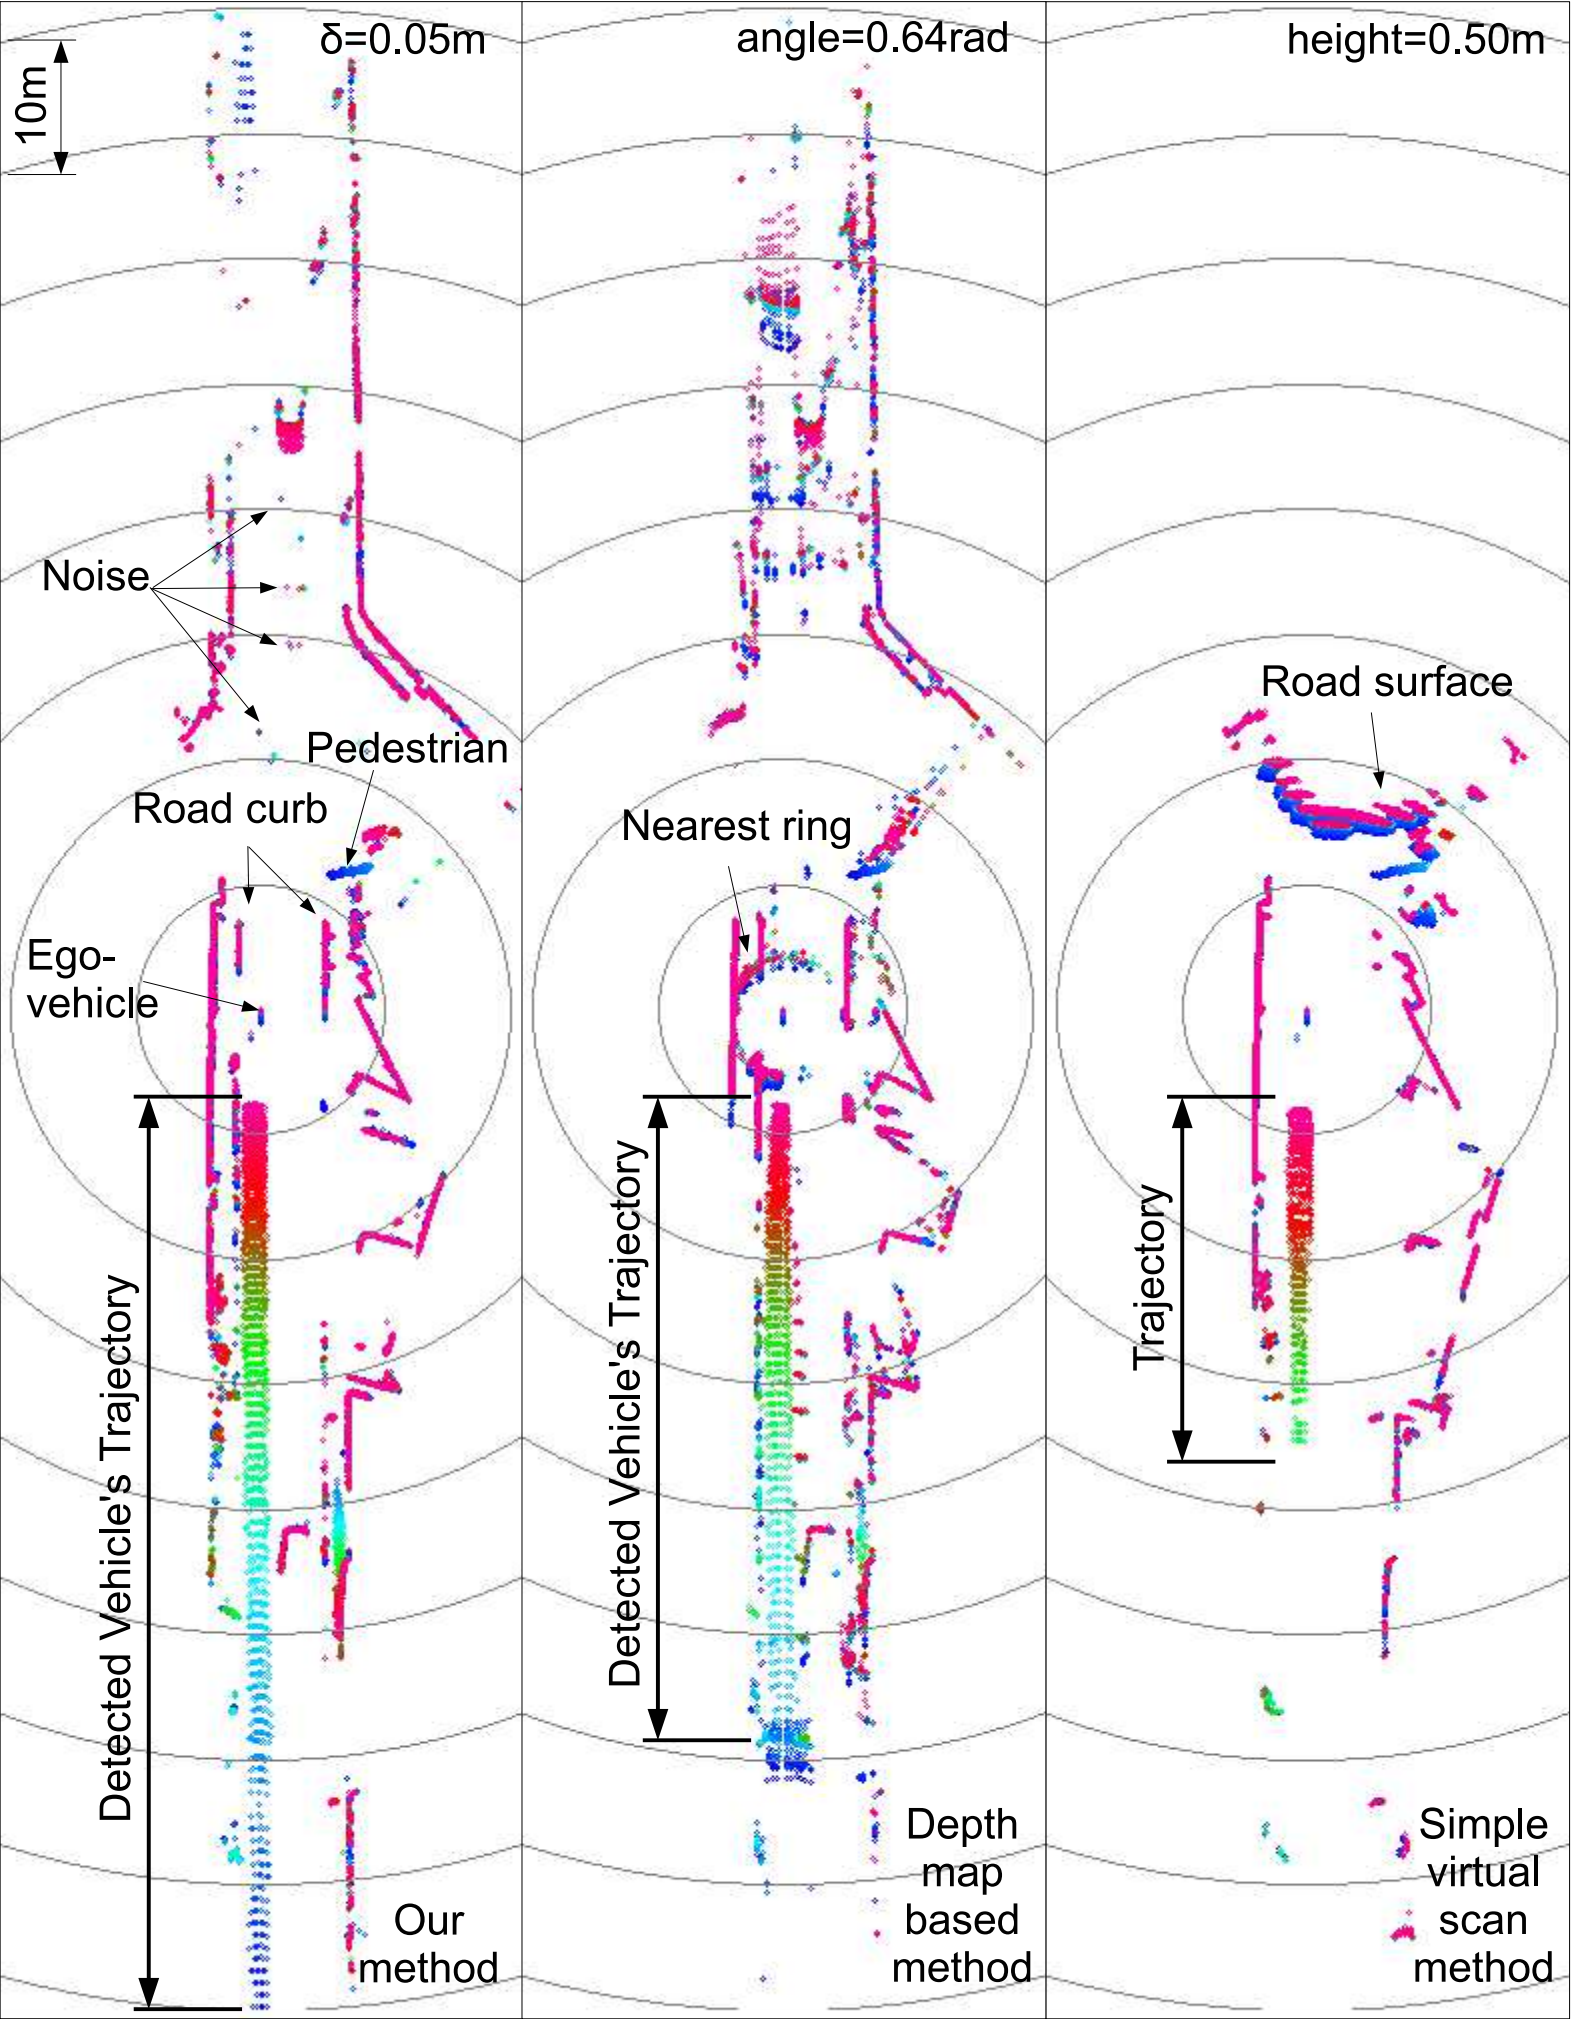 δ=0.05m
10m
Noise
Pedestrian
Road curb
Ego-
vehicle
Detected Vehicle's Trajectory
Our
method
angle=0.64rad
Nearest ring
Detected Vehicle's Trajectory
Depth
map
based
method
height=0.50m
Road surface
Trajectory
Simple
virtual
scan
method